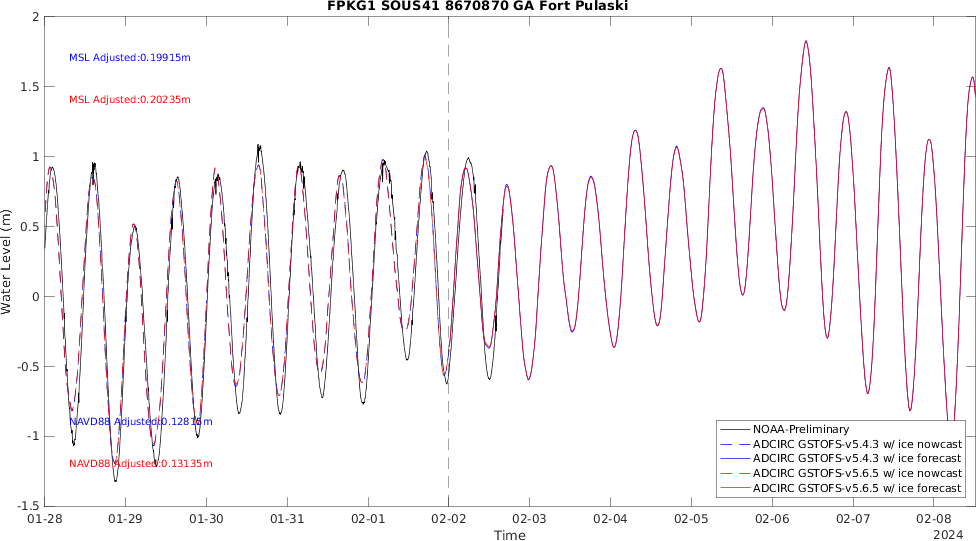 FPKG1 SOUS41 8670870 GA Fort Pulaski
2
1.5
1
0.5
0
-0.5
-1
-1.5
Water Level (m)
MSL Adjusted:0.19915m
MSL Adjusted:0.20235m
NAVD88 Adjusted:0.12815m
NAVD88 Adjusted:0.13135m
NOAA-Preliminary
ADCIRC GSTOFS-v5.4.3 w/ ice nowcast
ADCIRC GSTOFS-v5.4.3 w/ ice forecast
ADCIRC GSTOFS-v5.6.5 w/ ice nowcast
ADCIRC GSTOFS-v5.6.5 w/ ice forecast
01-28 01-29 01-30 01-31 02-01 02-02 02-03 02-04 02-05 02-06 02-07 02-08
Time
2024